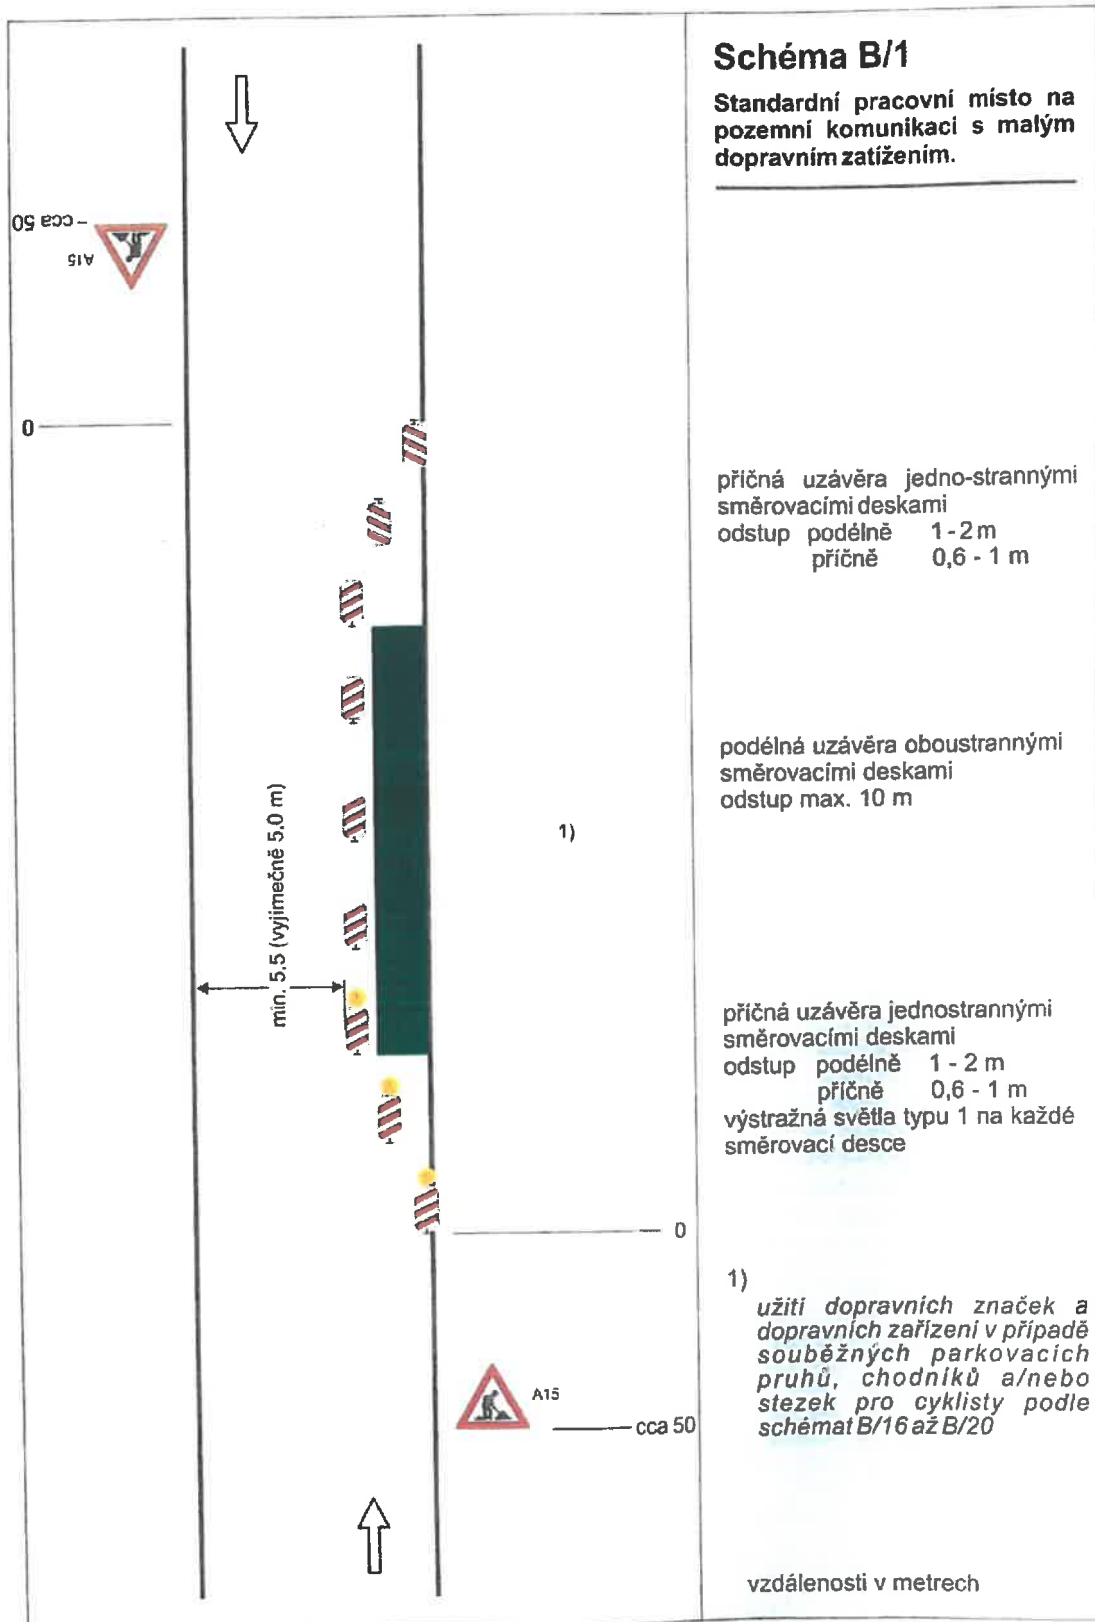 Schéma B/1
Standardní pracovní místo na
pozemní komunikaci s malým
dopravním zatížením.
cca 50
A15
0
příčná uzávěra jedno-strannými
směrovacími deskami
odstup podélně 1 - 2 m
příčně 0,6 - 1 m
podélná uzávěra oboustrannými
směrovacími deskami
odstup max. 10 m
1)
min. 5.5 (vyjímečně 5.0 m)
příčná uzávěra jednostrannými
směrovacími deskami
odstup podélně 1 - 2 m
příčně 0,6 - 1 m
výstražná světla typu 1 na každé
směrovací desce
0
A15
cca 50
1)
užití dopravních značek a
dopravních zařízení v případě
souběžných parkovacích
pruhů, chodníků a/nebo
stezek pro cyklisty podle
schémat B/16 až B/20
vzdálenosti v metrech